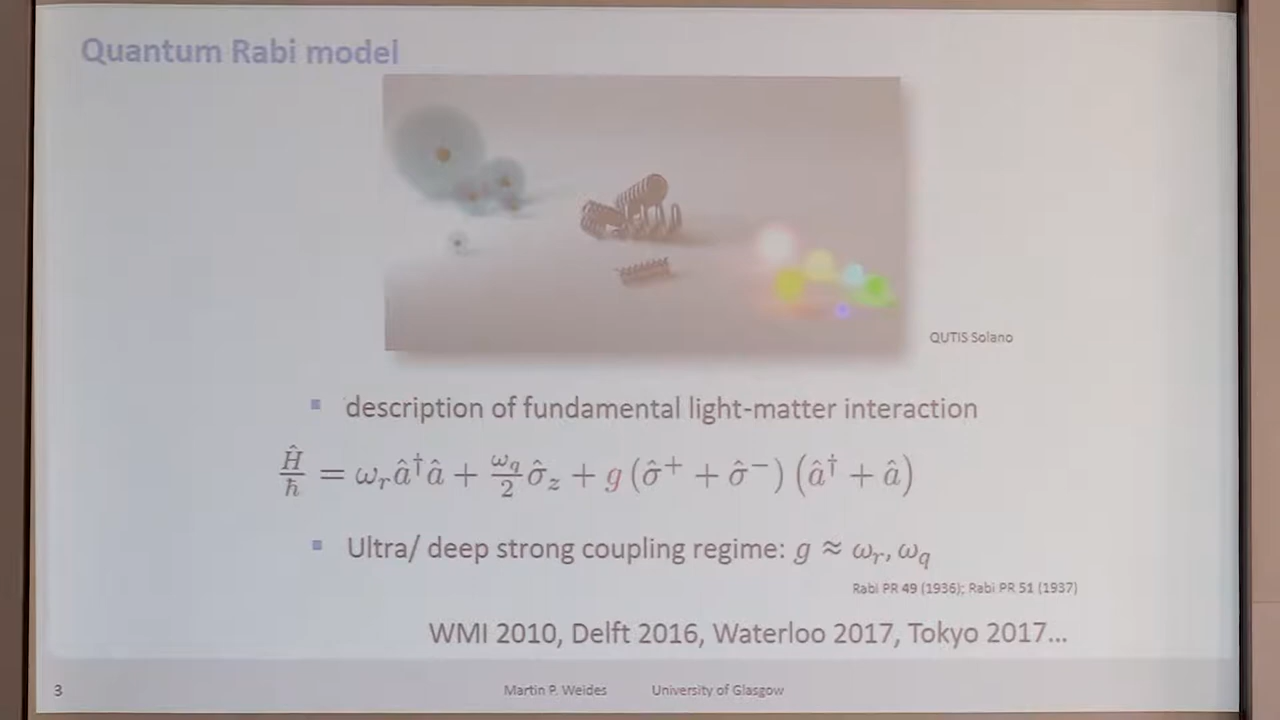 Quantum Rabi model
QUTIS Solano
▪ description of fundamental light-matter interaction
Ĥ/ħ = ω_r â†â + ω_q/2 σ̂_z + g(σ̂⁺ + σ̂⁻)(↠+ â)
▪ Ultra/ deep strong coupling regime: g ≈ ω_r, ω_q
Rabi PR 49 (1936); Rabi PR 51 (1937)
WMI 2010, Delft 2016, Waterloo 2017, Tokyo 2017...
3 Martin P. Weides University of Glasgow